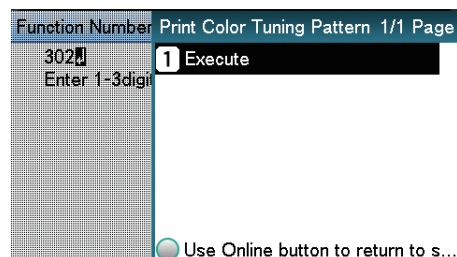 Function Number
302
Enter 1-3digi
Print Color Tuning Pattern 1/1 Page
1 Execute
Use Online button to return to s...